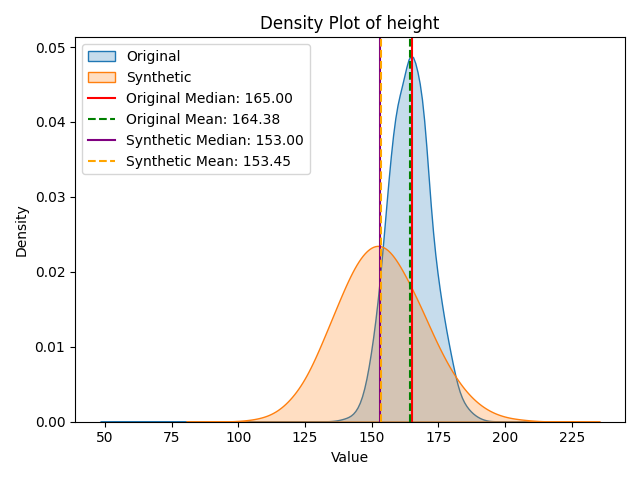 Density Plot of height
Original
Synthetic
Original Median: 165.00
Original Mean: 164.38
Synthetic Median: 153.00
Synthetic Mean: 153.45
0.05
0.04
0.03
0.02
0.01
0.00
Density
50 75 100 125 150 175 200 225
Value